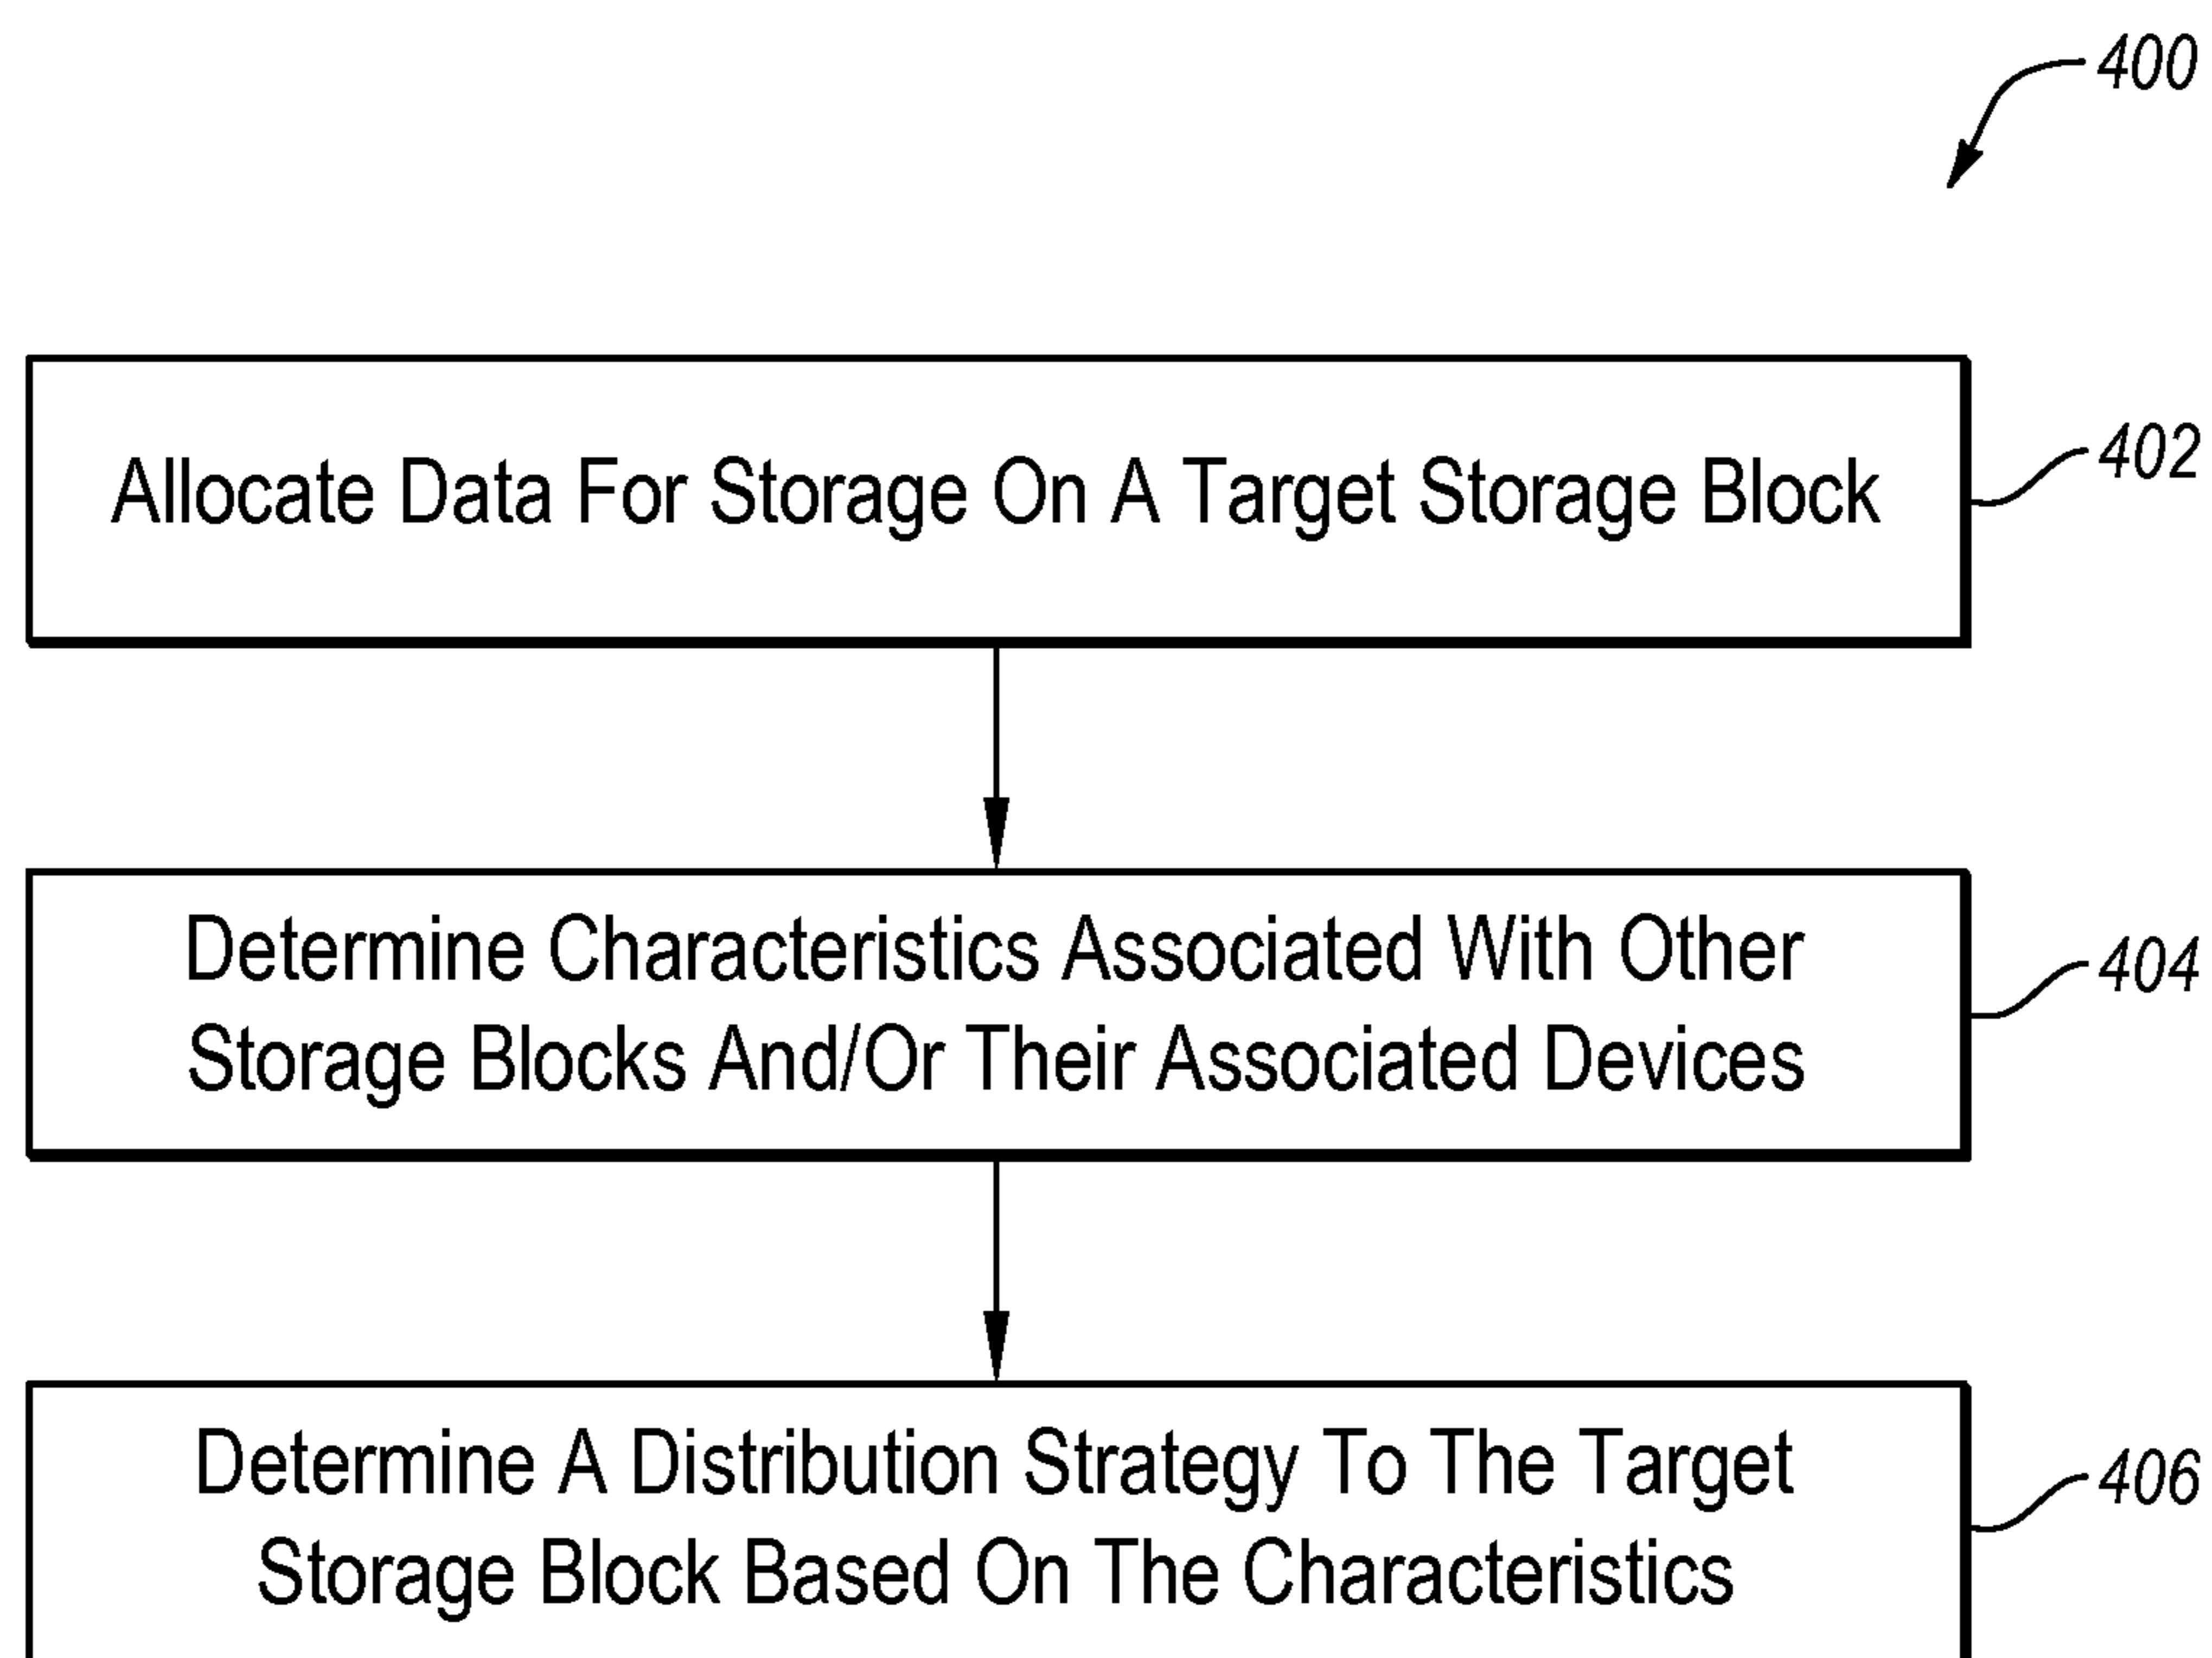 400
Allocate Data For Storage On A Target Storage Block
402
Determine Characteristics Associated With Other
Storage Blocks And/Or Their Associated Devices
404
Determine A Distribution Strategy To The Target
Storage Block Based On The Characteristics
406